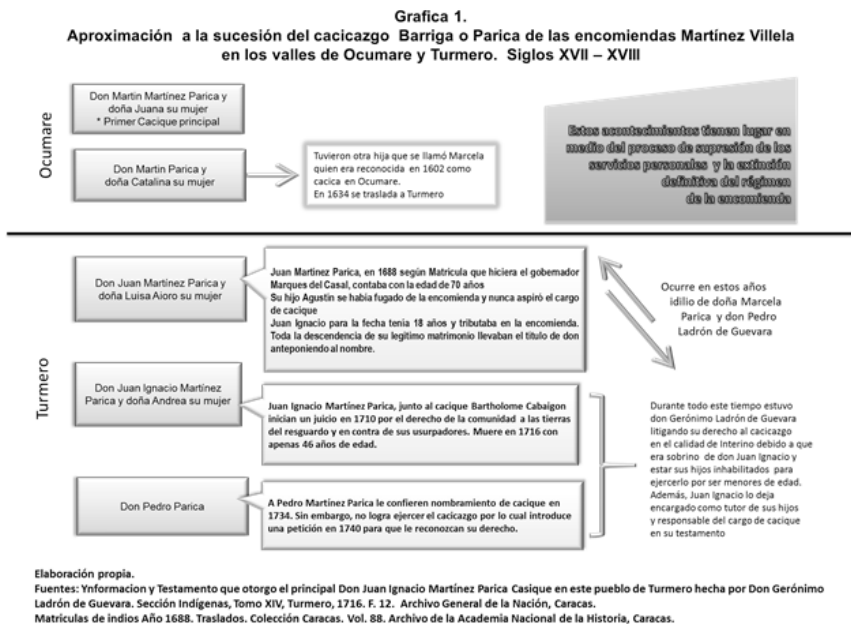 Grafica 1.
Aproximación a la sucesión del cacicazgo Barriga o Parica de las encomiendas Martínez Villela
en los valles de Ocumare y Turmero. Siglos XVII – XVIII
Ocumare
Don Martin Martínez Parica y
doña Juana su mujer
* Primer Cacique principal
Don Martin Parica y
doña Catalina su mujer
Tuvieron otra hija que se llamó Marcela
quien era reconocida en 1602 como
cacica en Ocumare.
En 1634 se traslada a Turmero
Estos acontecimientos tienen lugar en
medio del proceso de supresión de los
servicios personales y la extinción
definitiva del régimen
de la encomienda
Turmero
Don Juan Martínez Parica y
doña Luisa Aioro su mujer
Juan Martinez Parica, en 1688 según Matrícula que hiciera el gobernador
Marques del Casal, contaba con la edad de 70 años
Su hijo Agustín se había fugado de la encomienda y nunca aspiró el cargo
de cacique
Juan Ignacio para la fecha tenia 18 años y tributaba en la encomienda.
Toda la descendencia de su legitimo matrimonio llevaban el título de don
anteponiendo al nombre.
Ocurre en estos años
idilio de doña Marcela
Parica y don Pedro
Ladrón de Guevara
Don Juan Ignacio Martínez
Parica y doña Andrea su mujer
Juan Ignacio Martínez Parica, junto al cacique Bartholome Cabaigon
inician un juicio en 1710 por el derecho de la comunidad a las tierras
del resguardo y en contra de sus usurpadores. Muere en 1716 con
apenas 46 años de edad.
Don Pedro Parica
A Pedro Martínez Parica le confieren nombramiento de cacique en
1734. Sin embargo, no logra ejercer el cacicazgo por lo cual introduce
una petición en 1740 para que le reconozcan su derecho.
Durante todo este tiempo estuvo
don Gerónimo Ladrón de Guevara
litigando su derecho al cacicazgo
en el calidad de Interino debido a que
era sobrino de don Juan Ignacio y
estar sus hijos inhabilitados para
ejercerlo por ser menores de edad.
Además, Juan Ignacio lo deja
encargado como tutor de sus hijos
y responsable del cargo de cacique
en su testamento
Elaboración propia.
Fuentes: Ynformacion y Testamento que otorgo el principal Don Juan Ignacio Martínez Parica Casique en este pueblo de Turmero hecha por Don Gerónimo
Ladrón de Guevara. Sección Indígenas, Tomo XIV, Turmero, 1716. F. 12. Archivo General de la Nación, Caracas.
Matriculas de indios Año 1688. Traslados. Colección Caracas. Vol. 88. Archivo de la Academia Nacional de la Historia, Caracas.